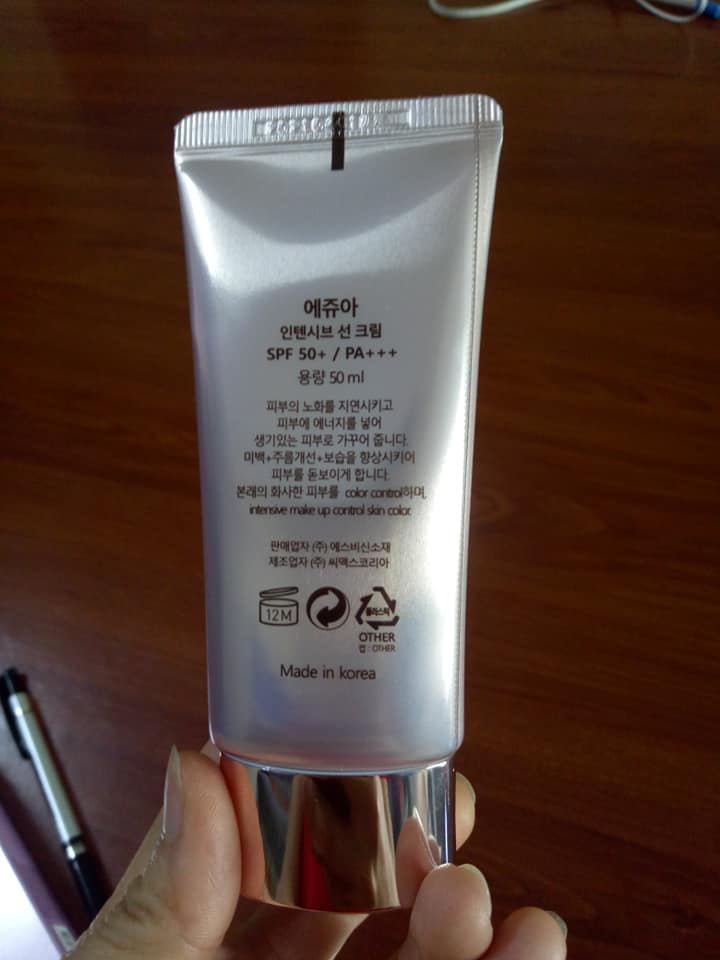 에쥬아
인텐시브 선 크림
SPF 50+ / PA+++
용량 50 ml
피부의 노화를 지연시키고
피부에 에너지를 넣어
생기있는 피부로 가꾸어 줍니다.
미백+주름개선+보습을 향상시키어
피부를 돋보이게 합니다.
본래의 화사한 피부를 color control하며,
intensive make up control skin color.
판매업자 (주) 에스비신소재
제조업자 (주) 씨맥스코리아
12M
플라스틱
OTHER
캡 : OTHER
Made in korea